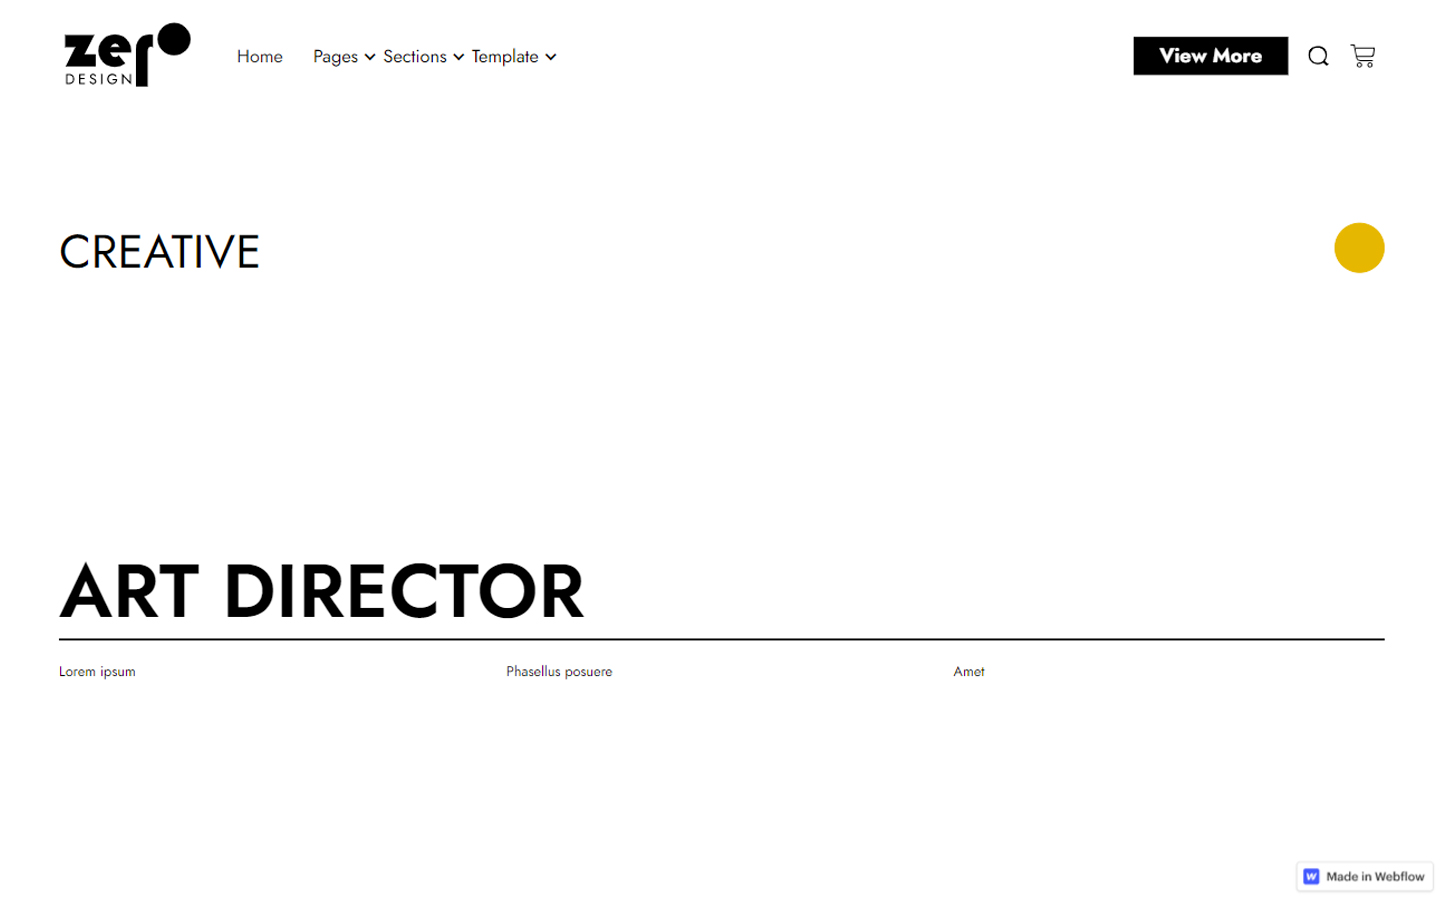 zero
DESIGN
Home Pages Sections Template View More
CREATIVE
ART DIRECTOR
Lorem ipsum Phasellus posuere Amet
Made in Webflow